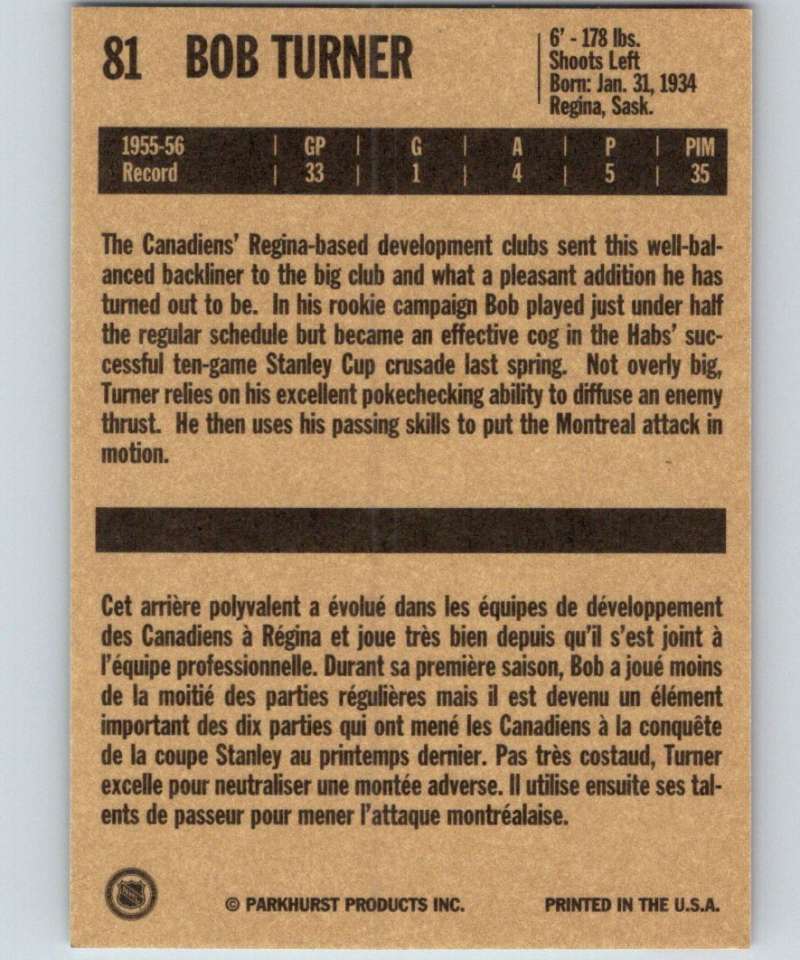 81 BOB TURNER
6' - 178 lbs.
Shoots Left
Born: Jan. 31, 1934
Regina, Sask.
1955-56 | GP | G | A | P | PIM
Record | 33 | 1 | 4 | 5 | 35
The Canadiens' Regina-based development clubs sent this well-bal-
anced backliner to the big club and what a pleasant addition he has
turned out to be. In his rookie campaign Bob played just under half
the regular schedule but became an effective cog in the Habs' suc-
cessful ten-game Stanley Cup crusade last spring. Not overly big,
Turner relies on his excellent pokechecking ability to diffuse an enemy
thrust. He then uses his passing skills to put the Montreal attack in
motion.
Cet arrière polyvalent a évolué dans les équipes de développement
des Canadiens à Régina et joue très bien depuis qu'il s'est joint à
l'équipe professionnelle. Durant sa première saison, Bob a joué moins
de la moitié des parties régulières mais il est devenu un élément
important des dix parties qui ont mené les Canadiens à la conquête
de la coupe Stanley au printemps dernier. Pas très costaud, Turner
excelle pour neutraliser une montée adverse. Il utilise ensuite ses tal-
ents de passeur pour mener l'attaque montréalaise.
NHL
© PARKHURST PRODUCTS INC. PRINTED IN THE U.S.A.